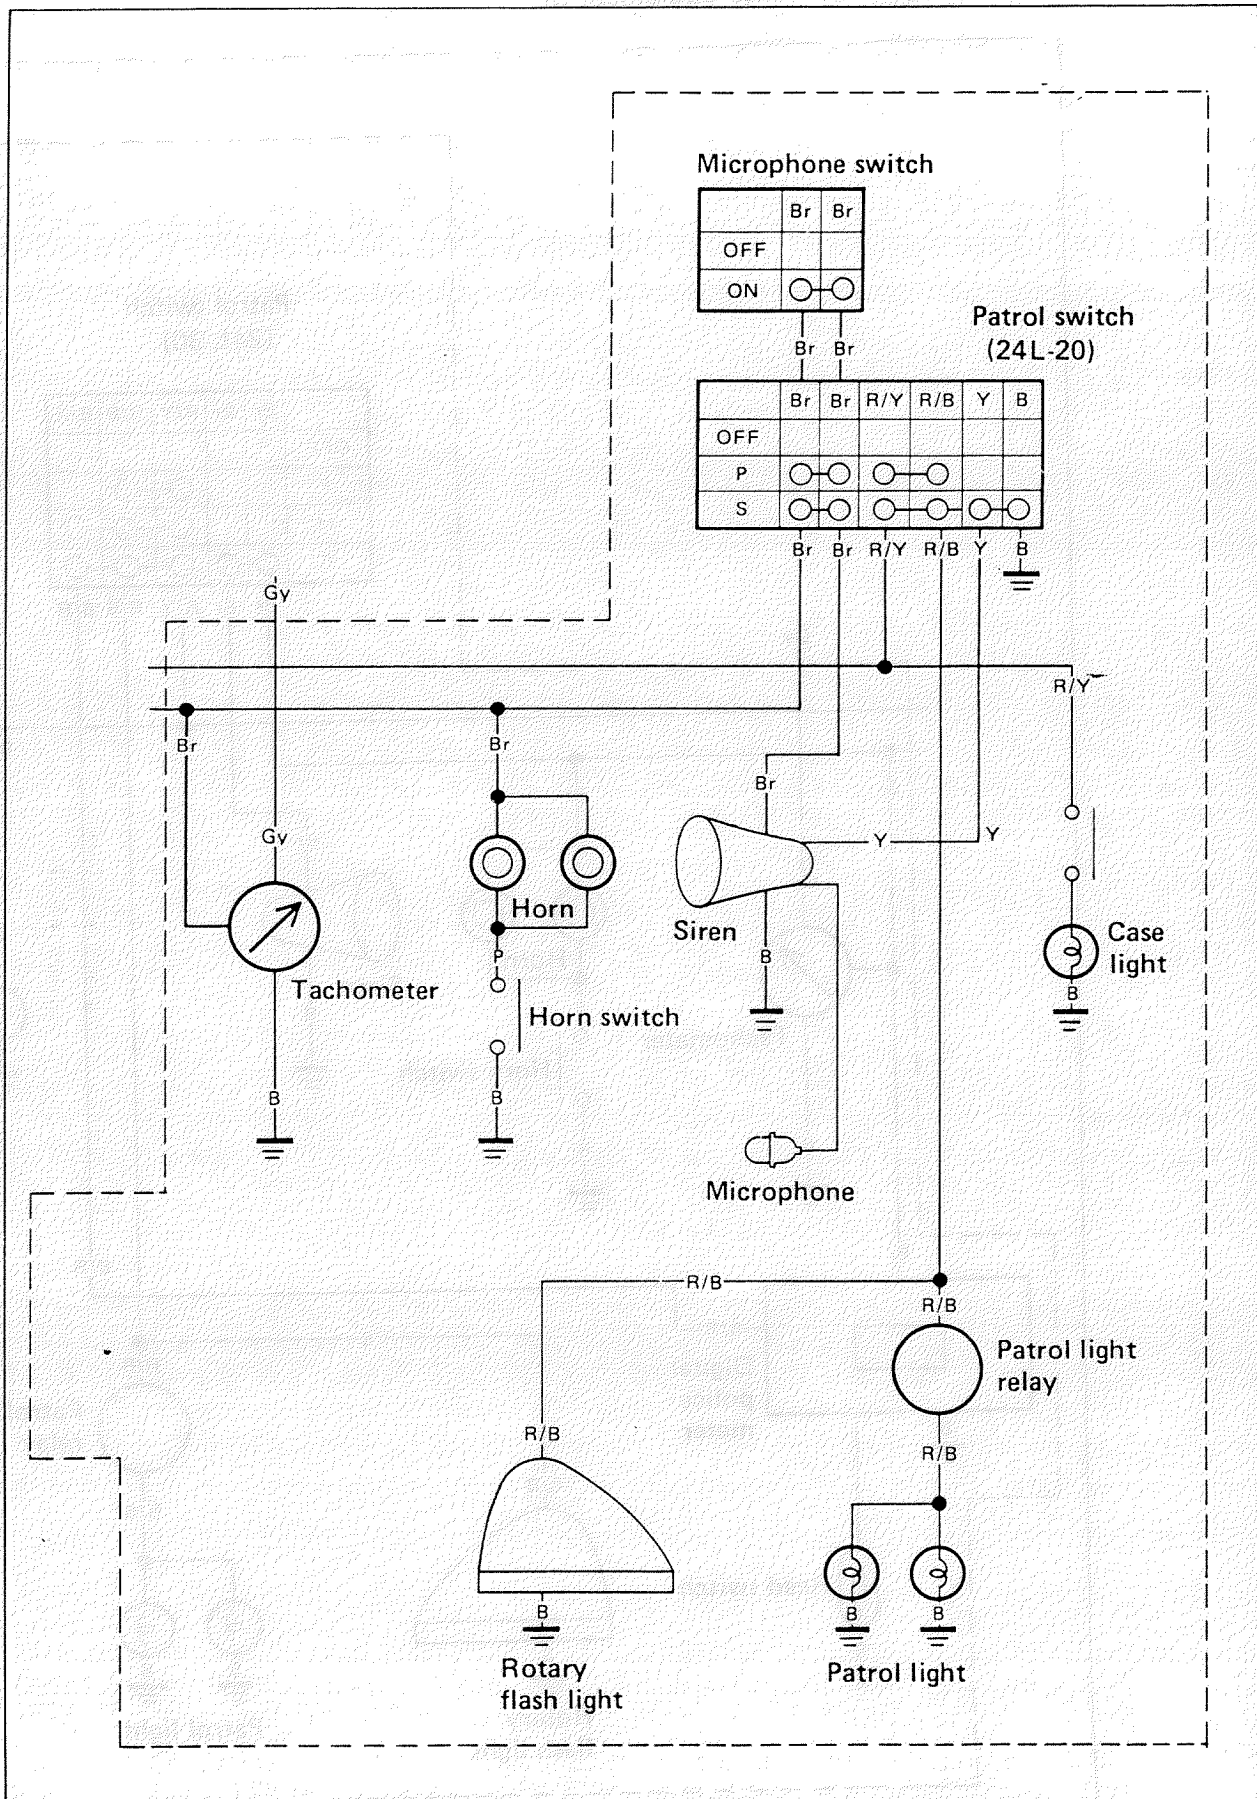 Microphone switch
Br Br
OFF
ON
Br Br
Patrol switch
(24L-20)
Br Br R/Y R/B Y B
OFF
P
S
Br Br R/Y R/B Y B
Gy
R/Y
Br
Br
Br
Gy
Y
Y
Horn
Siren
Case
light
P
B
B
Tachometer
Horn switch
B
B
Microphone
R/B
R/B
Patrol light
relay
R/B
R/B
B
B
B
Rotary
flash light
Patrol light